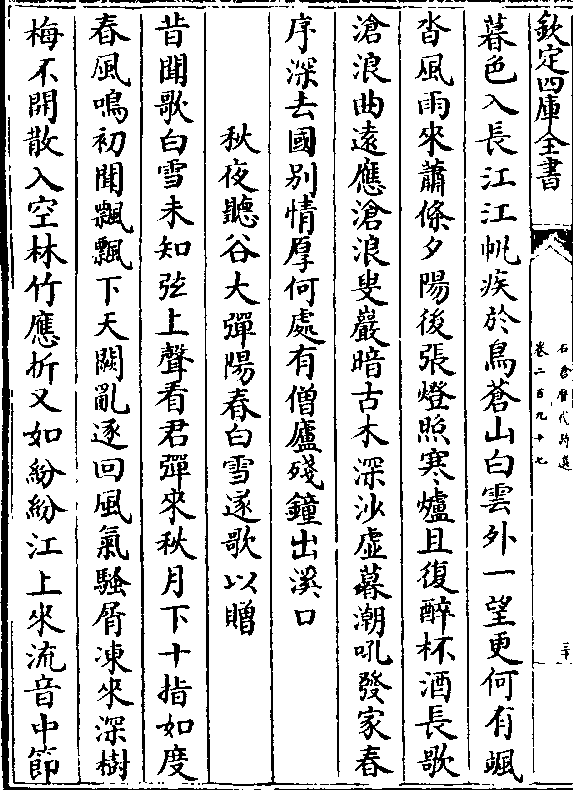 欽定四庫全書
石倉歷代詩選
卷二百九十七
三十
暮色入長江江帆疾於鳥蒼山白雲外一望更何有颯
沓風雨來蕭條夕陽後張燈照寒爐且復醉杯酒長歌
滄浪曲遠應滄浪叟巖暗古木深沙虛暮潮吼發家春
序深去國别情厚何處有僧廬殘鐘出溪口
秋夜聽谷大彈陽春白雪遂歌以贈
昔聞歌白雪未知弦上聲看君彈來秋月下十指如度
春風鳴初聞飄飄下天闕亂逐回風氣騷屑凍來深樹
梅不開散入空林竹應折又如紛紛江上來流音中節